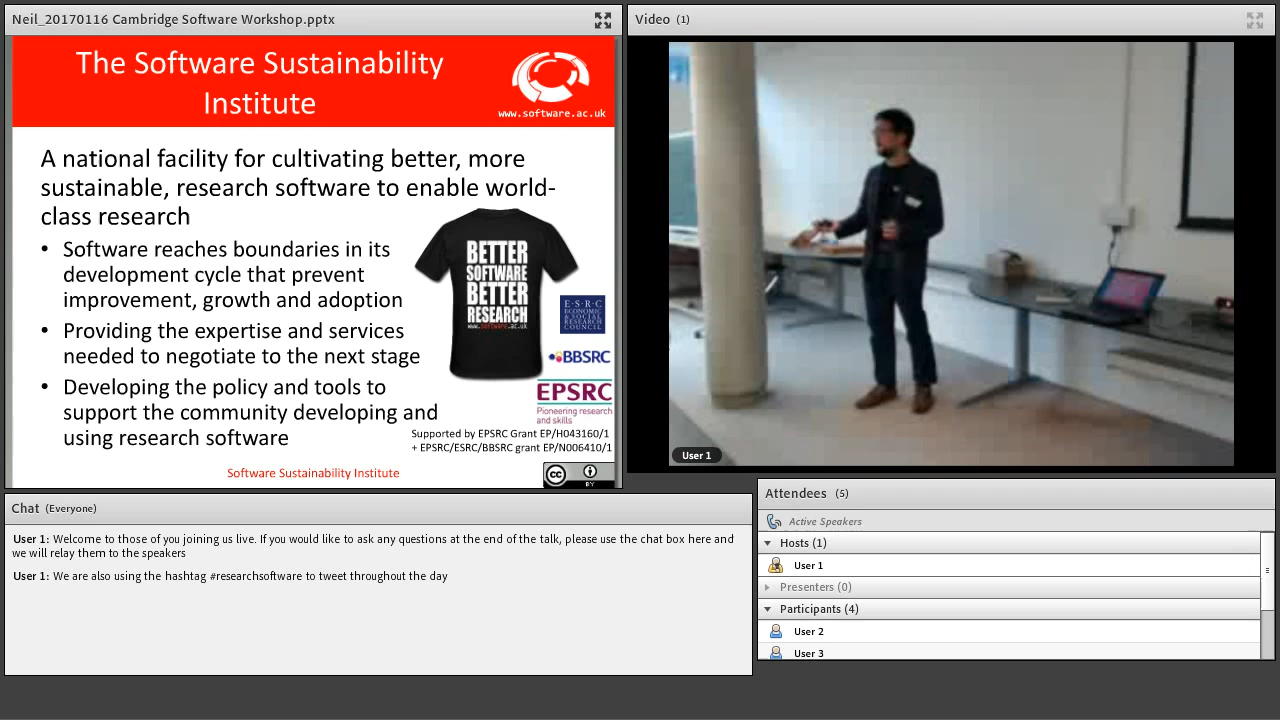 Neil_20170116 Cambridge Software Workshop.pptx
The Software Sustainability
Institute
www.software.ac.uk
A national facility for cultivating better, more
sustainable, research software to enable world-
class research
• Software reaches boundaries in its
development cycle that prevent
improvement, growth and adoption
• Providing the expertise and services
needed to negotiate to the next stage
• Developing the policy and tools to
support the community developing and
using research software
BETTER
SOFTWARE
BETTER
RESEARCH
www.software.ac.uk
E·S·R·C
ECONOMIC
& SOCIAL
RESEARCH
COUNCIL
BBSRC
EPSRC
Pioneering research
and skills
Supported by EPSRC Grant EP/H043160/1
+ EPSRC/ESRC/BBSRC grant EP/N006410/1
Software Sustainability Institute
cc
BY
Video (1)
User 1
Chat (Everyone)
User 1: Welcome to those of you joining us live. If you would like to ask any questions at the end of the talk, please use the chat box here and
we will relay them to the speakers
User 1: We are also using the hashtag #researchsoftware to tweet throughout the day
Attendees (5)
Active Speakers
Hosts (1)
User 1
Presenters (0)
Participants (4)
User 2
User 3